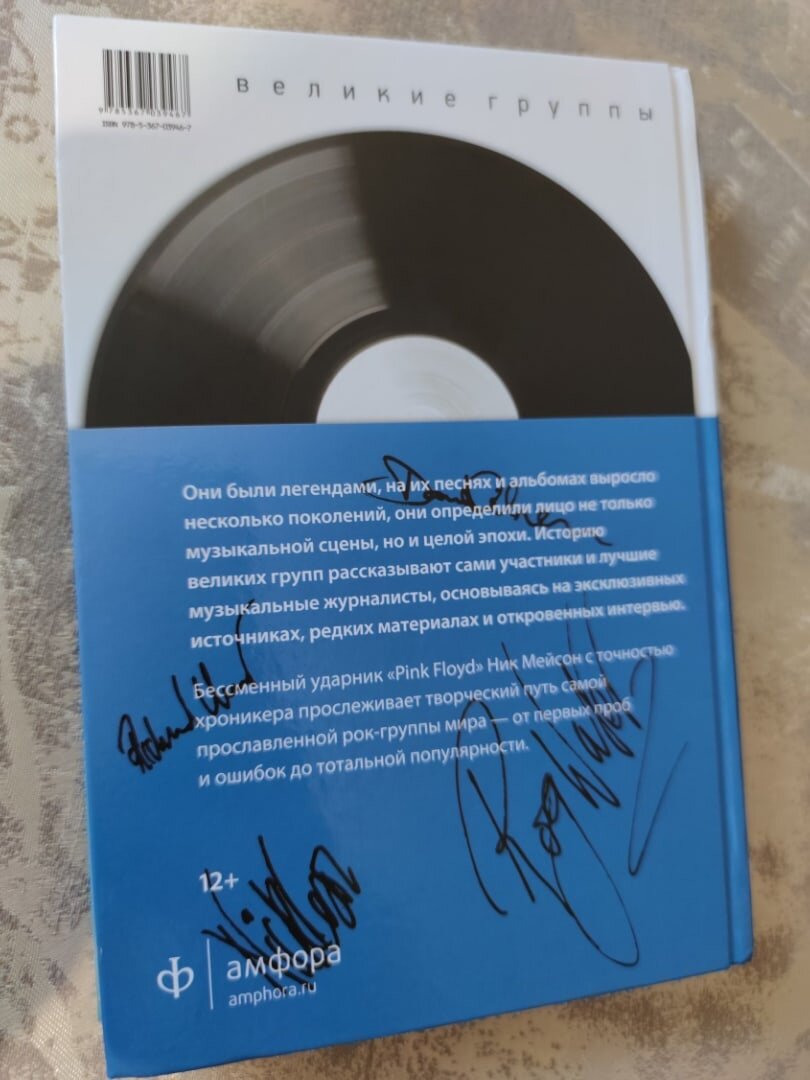 великие группы
9785367039467
ISBN 978-5-367-03946-7
Они были легендами, на их песнях и альбомах выросло
несколько поколений, они определили лицо не только
музыкальной сцены, но и целой эпохи. Историю
великих групп рассказывают сами участники и лучшие
музыкальные журналисты, основываясь на эксклюзивных
источниках, редких материалах и откровенных интервью.
Бессменный ударник «Pink Floyd» Ник Мейсон с точностью
хроникера прослеживает творческий путь самой
прославленной рок-группы мира — от первых проб
и ошибок до тотальной популярности.
12+
амфора
amphora.ru